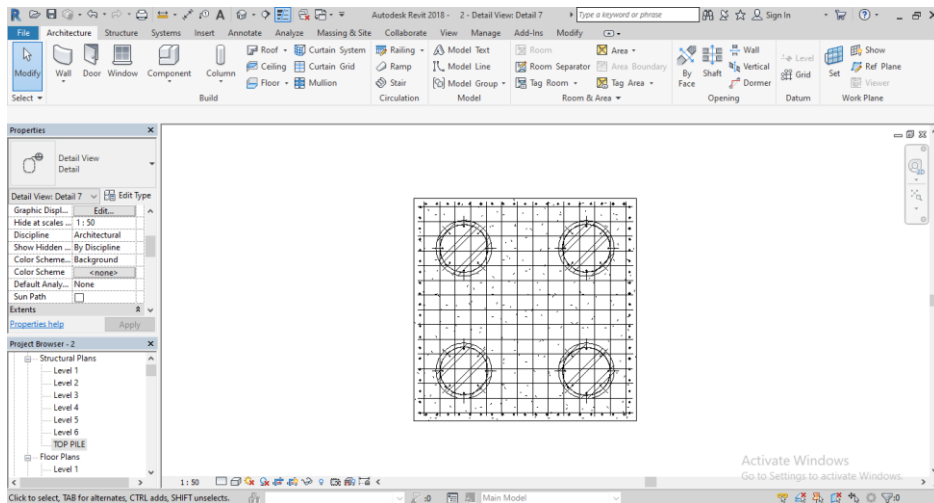 R A Autodesk Revit 2018 - 2 - Detail View: Detail 7 Type a keyword or phrase Sign In
File Architecture Structure Systems Insert Annotate Analyze Massing & Site Collaborate View Manage Add-Ins Modify
Modify Wall Door Window Component Column
Roof Curtain System Railing Model Text Room Area
Ceiling Curtain Grid Ramp Model Line Room Separator Area Boundary
Floor Mullion Stair Model Group Tag Room Tag Area
By Face Shaft Wall Vertical Dormer Level Grid Set Show Ref Plane Viewer
Select Build Circulation Model Room & Area Opening Datum Work Plane
Properties
Detail View
Detail
Detail View: Detail 7 Edit Type
Graphic Displ... Edit...
Hide at scales ... 1 : 50
Discipline Architectural
Show Hidden ... By Discipline
Color Scheme... Background
Color Scheme <none>
Default Analy... None
Sun Path
Extents
Properties help Apply
Project Browser - 2
Structural Plans
Level 1
Level 2
Level 3
Level 4
Level 5
Level 6
TOP PILE
Floor Plans
Level 1
1 : 50
Activate Windows
Go to Settings to activate Windows.
Click to select, TAB for alternates, CTRL adds, SHIFT unselects. :0 Main Model :0